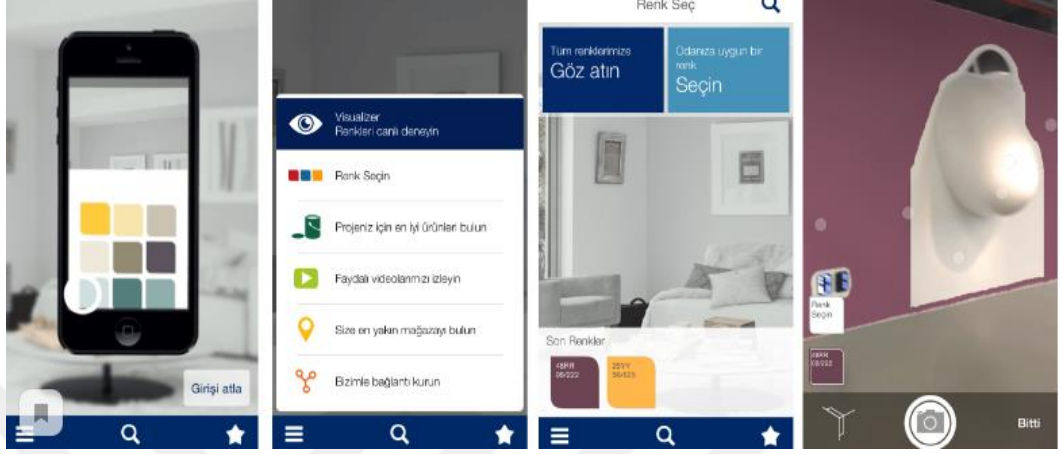 Girişi atla
Visualizer
Renkleri canlı deneyin
Renk Seçin
Projeniz için en iyi ürünleri bulun
Faydalı videolarımızı izleyin
Size en yakın mağazayı bulun
Bizimle bağlantı kurun
Renk Seç
Tüm renklerimize
Göz atın
Odanıza uygun bir
renk
Seçin
Son Renkler
Renk
Seçin
Bitti